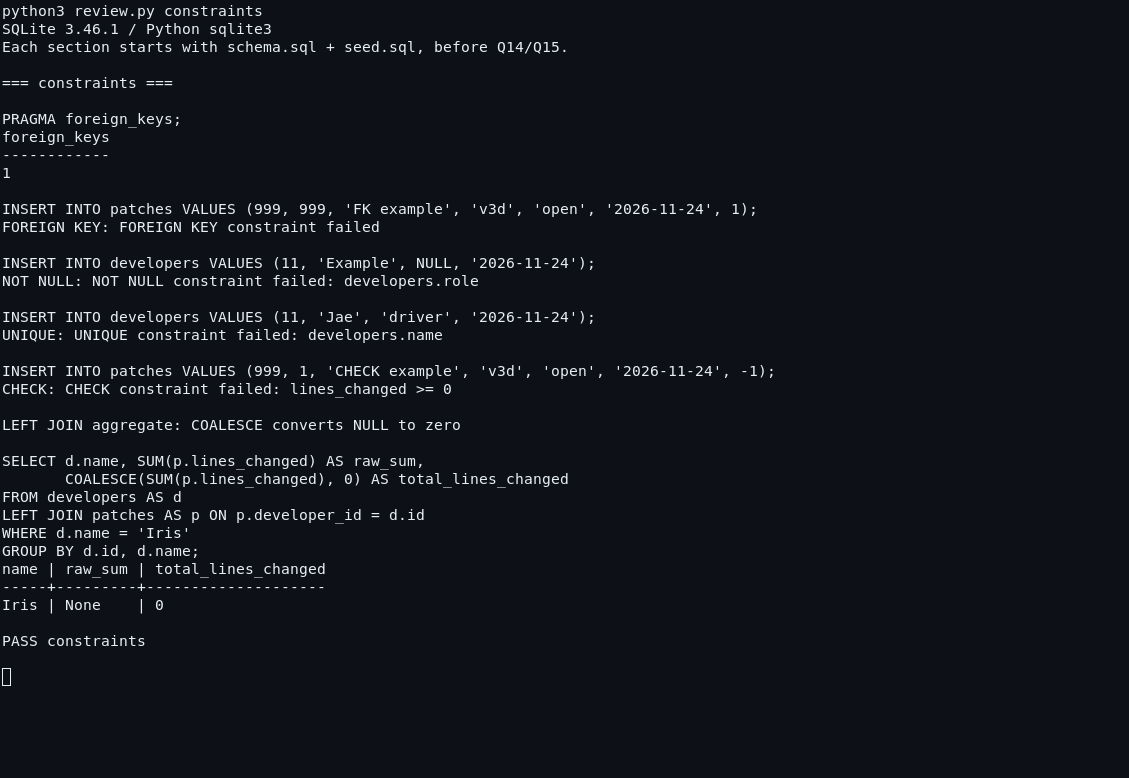 python3 review.py constraints
SQLite 3.46.1 / Python sqlite3
Each section starts with schema.sql + seed.sql, before Q14/Q15.

=== constraints ===

PRAGMA foreign_keys;
foreign_keys
------------
1

INSERT INTO patches VALUES (999, 999, 'FK example', 'v3d', 'open', '2026-11-24', 1);
FOREIGN KEY: FOREIGN KEY constraint failed

INSERT INTO developers VALUES (11, 'Example', NULL, '2026-11-24');
NOT NULL: NOT NULL constraint failed: developers.role

INSERT INTO developers VALUES (11, 'Jae', 'driver', '2026-11-24');
UNIQUE: UNIQUE constraint failed: developers.name

INSERT INTO patches VALUES (999, 1, 'CHECK example', 'v3d', 'open', '2026-11-24', -1);
CHECK: CHECK constraint failed: lines_changed >= 0

LEFT JOIN aggregate: COALESCE converts NULL to zero

SELECT d.name, SUM(p.lines_changed) AS raw_sum,
       COALESCE(SUM(p.lines_changed), 0) AS total_lines_changed
FROM developers AS d
LEFT JOIN patches AS p ON p.developer_id = d.id
WHERE d.name = 'Iris'
GROUP BY d.id, d.name;
name | raw_sum | total_lines_changed
-----+---------+--------------------
Iris | None    | 0

PASS constraints